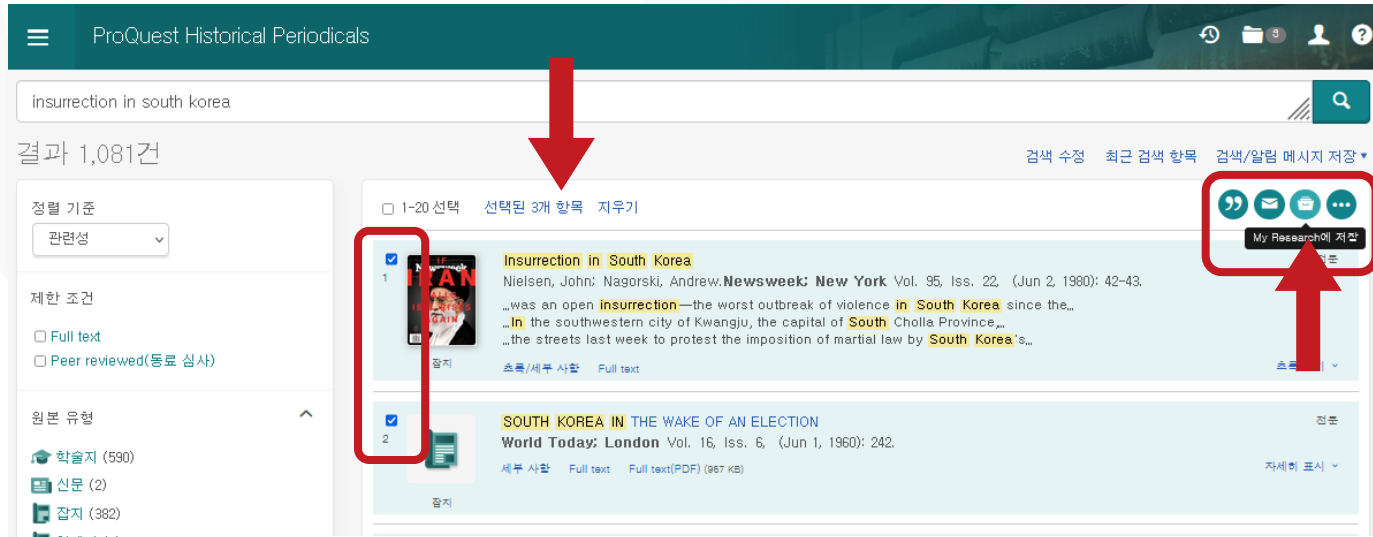 ProQuest Historical Periodicals
3
insurrection in south korea
결과 1,081건
검색 수정 최근 검색 항목 검색/알림 메시지 저장
정렬 기준
관련성
제한 조건
Full text
Peer reviewed(동료 심사)
원본 유형
학술지 (590)
신문 (2)
잡지 (382)
1-20 선택 선택된 3개 항목 지우기
My Research에 저장
1
IF
Newsweek
IRAN
AGAIN
잡지
Insurrection in South Korea
전문
Nielsen, John; Nagorski, Andrew.Newsweek; New York Vol. 95, Iss. 22, (Jun 2, 1980): 42-43.
...was an open insurrection—the worst outbreak of violence in South Korea since the...
...In the southwestern city of Kwangju, the capital of South Cholla Province,...
...the streets last week to protest the imposition of martial law by South Korea's...
초록/세부 사항 Full text
2
잡지
SOUTH KOREA IN THE WAKE OF AN ELECTION
전문
World Today; London Vol. 16, Iss. 6, (Jun 1, 1960): 242.
세부 사항 Full text Full text(PDF) (967 KB)
자세히 표시